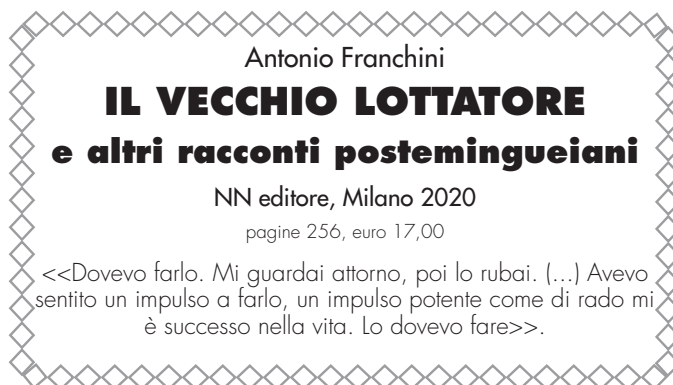 Antonio Franchini
IL VECCHIO LOTTATORE
e altri racconti postemingueiani
NN editore, Milano 2020
pagine 256, euro 17,00
<<Dovevo farlo. Mi guardai attorno, poi lo rubai. (...) Avevo
sentito un impulso a farlo, un impulso potente come di rado mi
è successo nella vita. Lo dovevo fare>>.